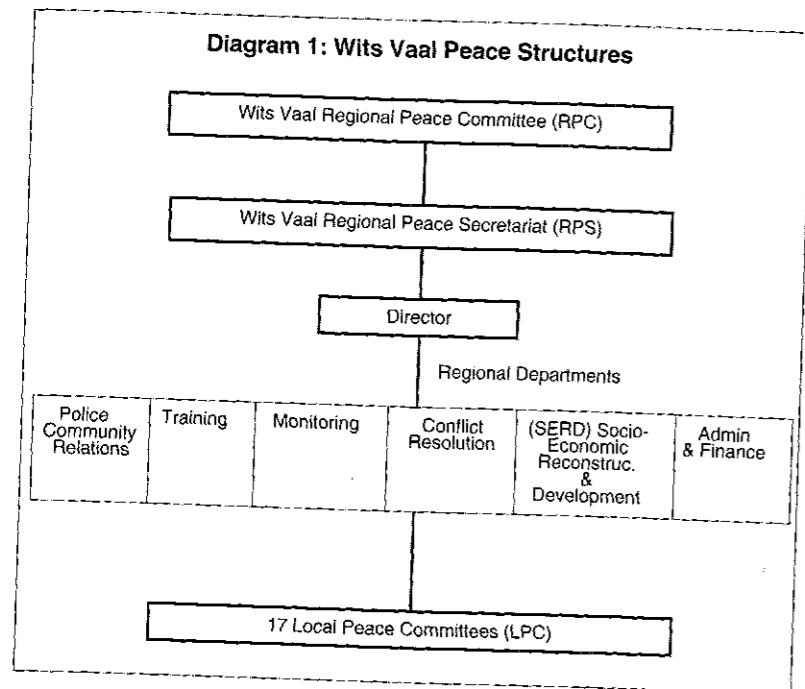 Diagram 1: Wits Vaal Peace Structures
Wits Vaal Regional Peace Committee (RPC)
Wits Vaal Regional Peace Secretariat (RPS)
Director
Regional Departments
Police
Community
Relations
Training
Monitoring
Conflict
Resolution
(SERD) Socio-
Economic
Reconstruc.
&
Development
Admin
& Finance
17 Local Peace Committees (LPC)